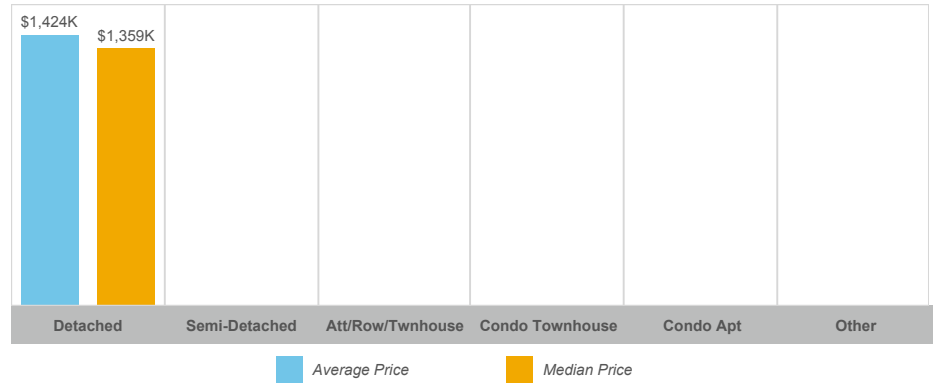 $1,424K
$1,359K
Detached Semi-Detached Att/Row/Twnhouse Condo Townhouse Condo Apt Other
Average Price Median Price